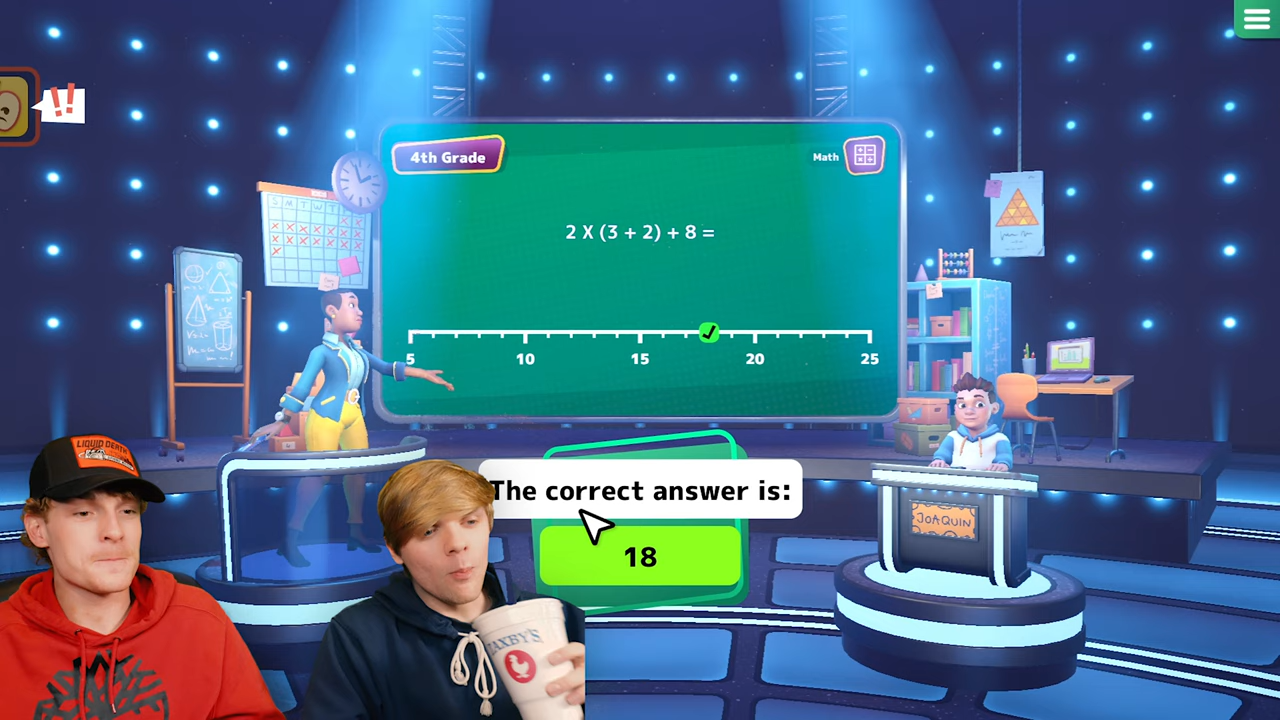 !!
4th Grade
Math
2 X (3 + 2) + 8 =
5 10 15 20 25
S M T W T
The correct answer is:
18
JOAQUIN
LIQUID DEATH
ZAXBY'S